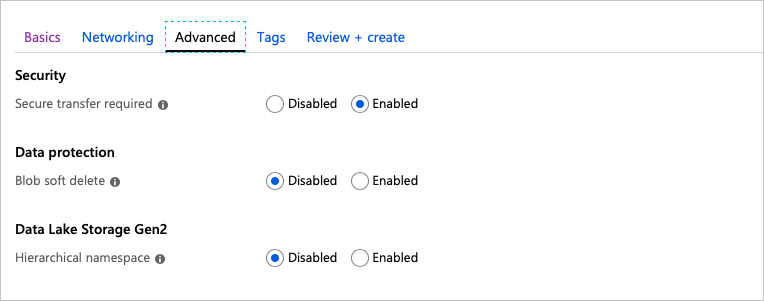 Basics Networking Advanced Tags Review + create
Security
Secure transfer required Disabled Enabled
Data protection
Blob soft delete Disabled Enabled
Data Lake Storage Gen2
Hierarchical namespace Disabled Enabled